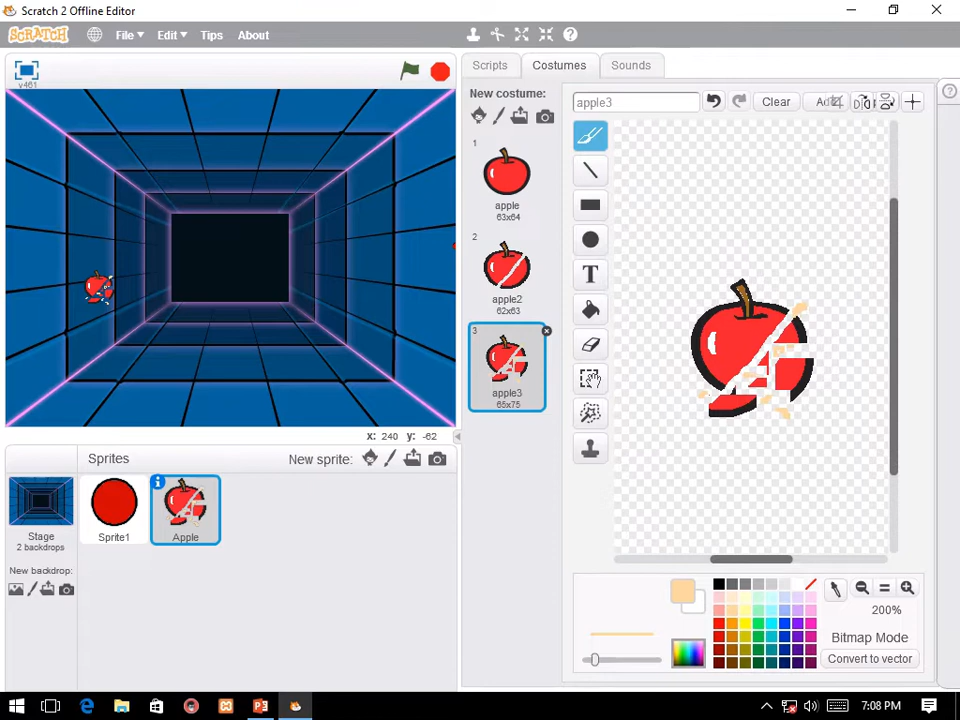 Scratch 2 Offline Editor
SCRATCH File Edit Tips About
v461
Scripts Costumes Sounds
New costume:
apple3 Clear Add
1
apple
63x64
2
apple2
62x63
3
apple3
65x75
T
x: 240 y: -62
Sprites New sprite:
Stage
2 backdrops
New backdrop:
Sprite1
Apple
200%
Bitmap Mode
Convert to vector
7:08 PM